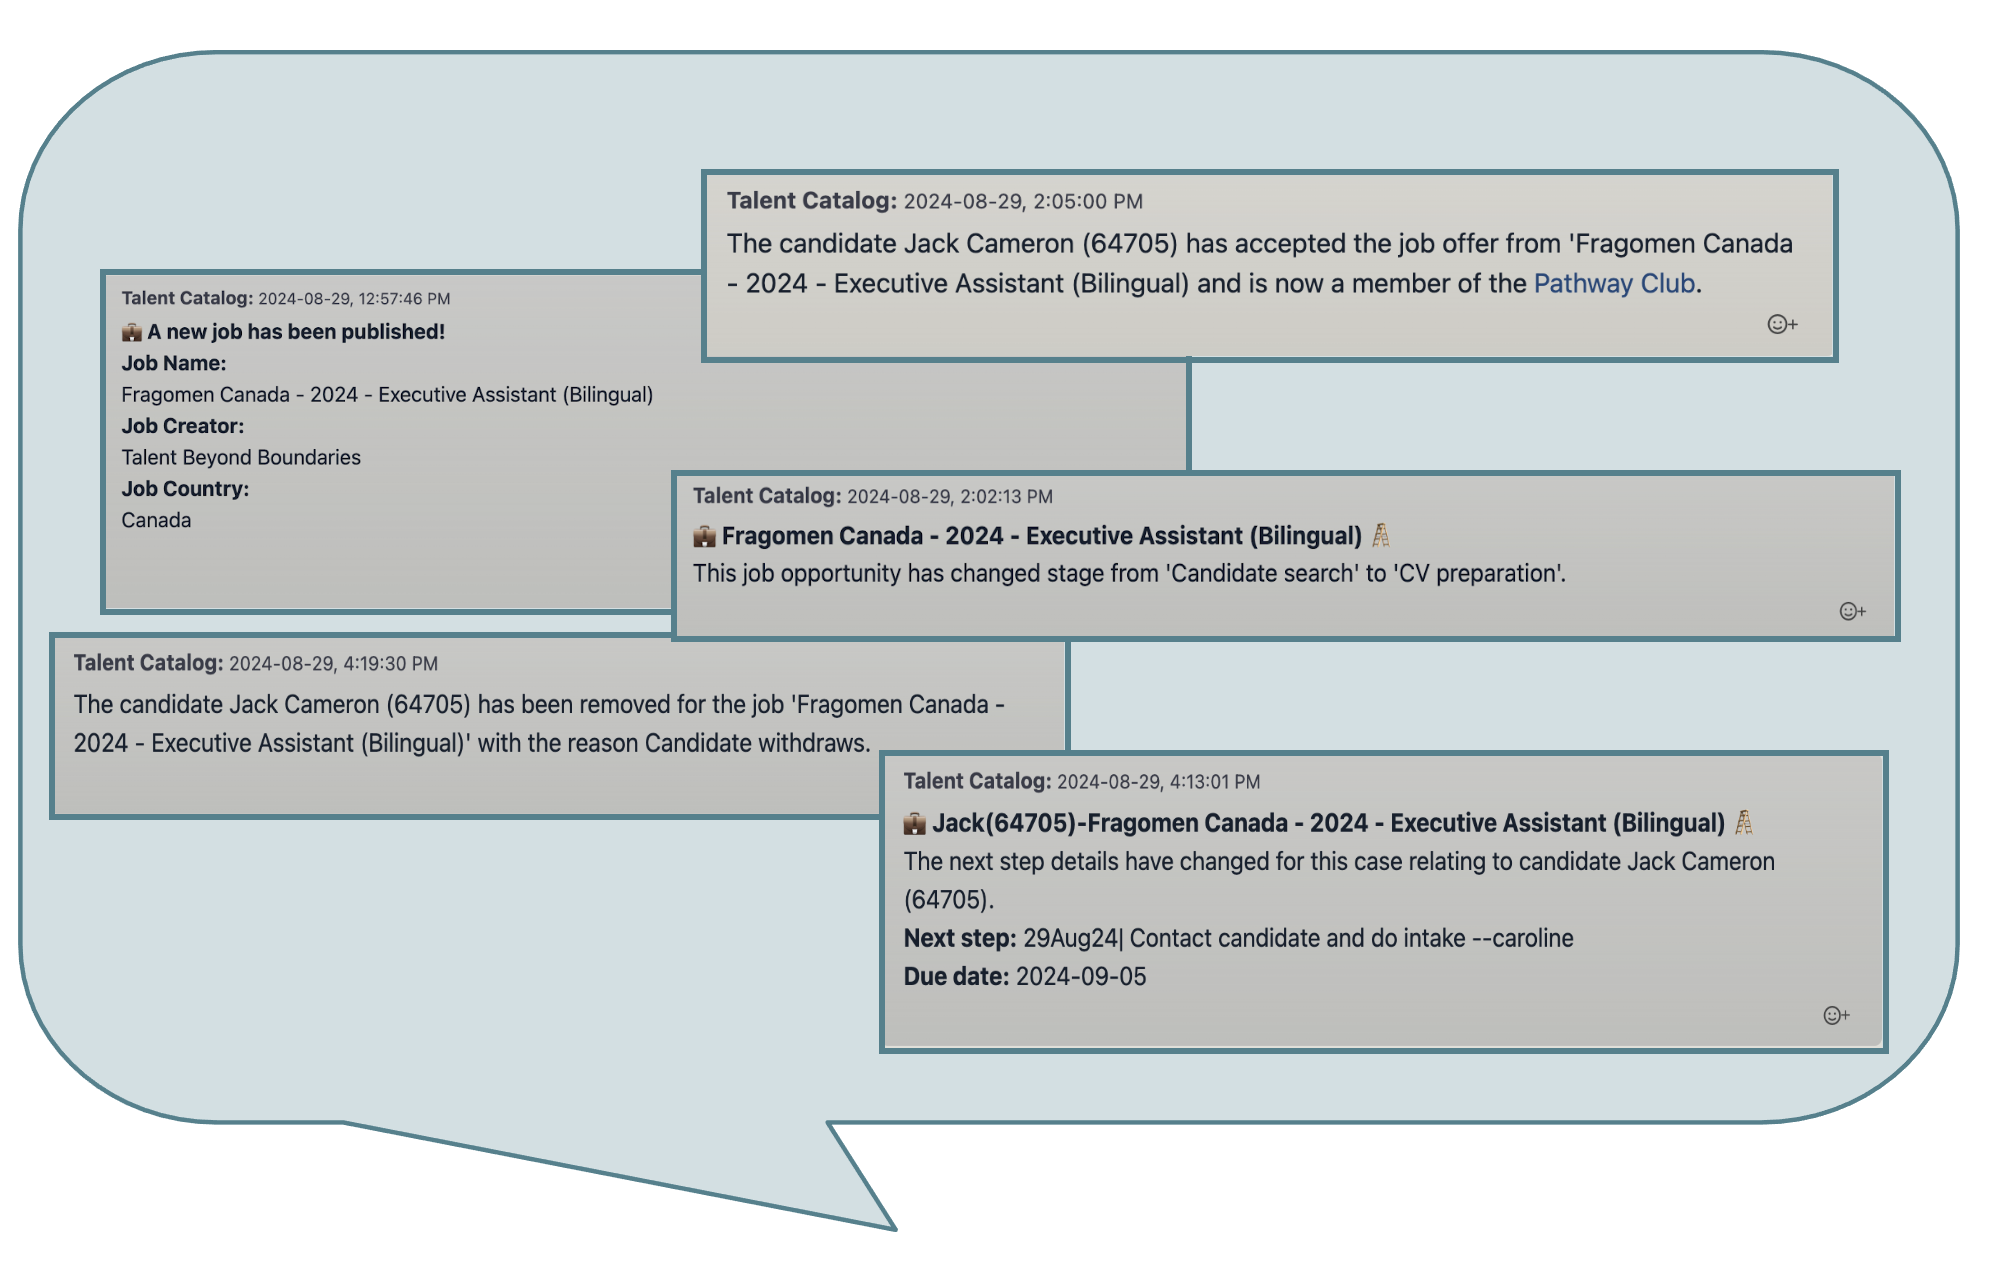 Talent Catalog: 2024-08-29, 2:05:00 PM
The candidate Jack Cameron (64705) has accepted the job offer from 'Fragomen Canada
- 2024 - Executive Assistant (Bilingual) and is now a member of the Pathway Club.
Talent Catalog: 2024-08-29, 12:57:46 PM
💼 A new job has been published!
Job Name:
Fragomen Canada - 2024 - Executive Assistant (Bilingual)
Job Creator:
Talent Beyond Boundaries
Job Country:
Canada
Talent Catalog: 2024-08-29, 2:02:13 PM
💼 Fragomen Canada - 2024 - Executive Assistant (Bilingual) 🪜
This job opportunity has changed stage from 'Candidate search' to 'CV preparation'.
Talent Catalog: 2024-08-29, 4:19:30 PM
The candidate Jack Cameron (64705) has been removed for the job 'Fragomen Canada -
2024 - Executive Assistant (Bilingual)' with the reason Candidate withdraws.
Talent Catalog: 2024-08-29, 4:13:01 PM
💼 Jack(64705)-Fragomen Canada - 2024 - Executive Assistant (Bilingual) 🪜
The next step details have changed for this case relating to candidate Jack Cameron
(64705).
Next step: 29Aug24| Contact candidate and do intake --caroline
Due date: 2024-09-05